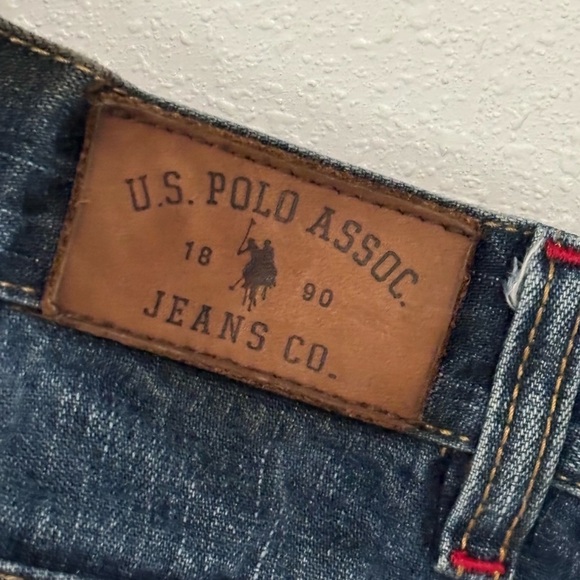 U.S. POLO ASSOC.
18 90
JEANS CO.